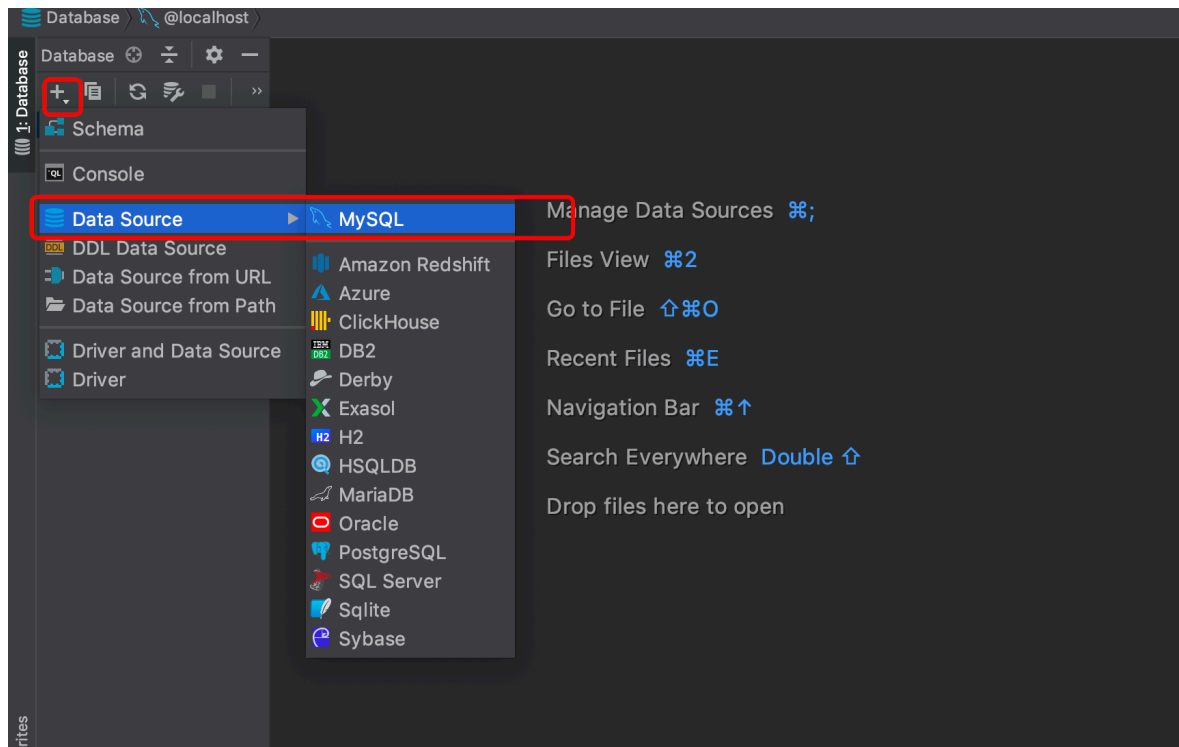 Database @localhost
1: Database
Database
Schema
QL Console
Data Source
DDL DDL Data Source
Data Source from URL
Data Source from Path
Driver and Data Source
Driver
MySQL
Amazon Redshift
Azure
ClickHouse
IBM DB2 DB2
Derby
Exasol
H2 H2
HSQLDB
MariaDB
Oracle
PostgreSQL
SQL Server
Sqlite
Sybase
Manage Data Sources ⌘;
Files View ⌘2
Go to File ⇧⌘O
Recent Files ⌘E
Navigation Bar ⌘↑
Search Everywhere Double ⇧
Drop files here to open
rites